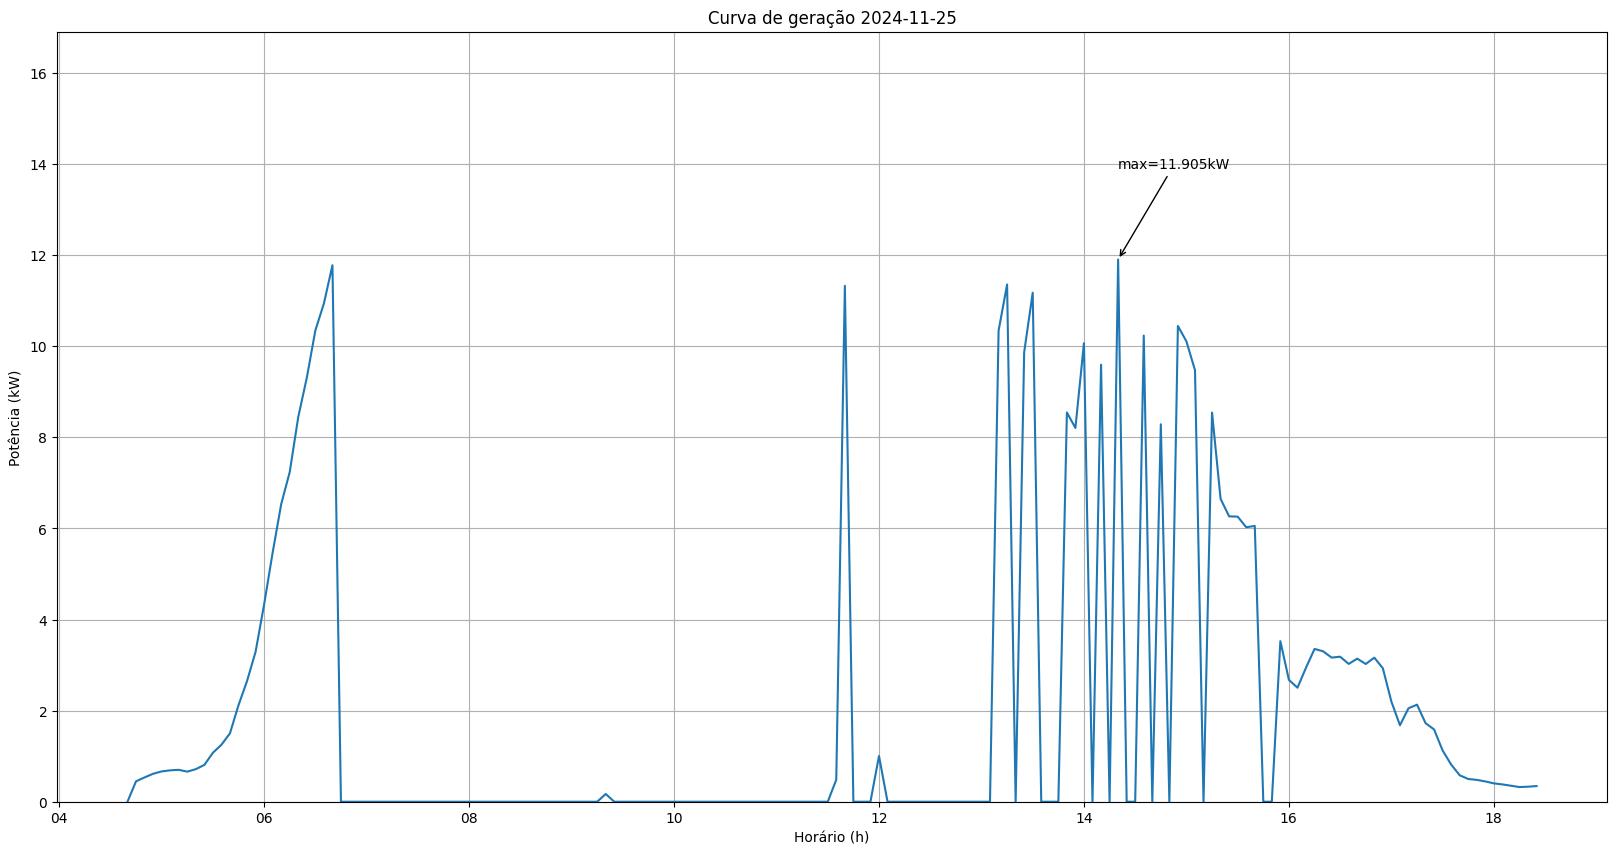 Curva de geração 2024-11-25
Potência (kW)
16
14
12
10
8
6
4
2
0
max=11.905kW
04 06 08 10 12 14 16 18
Horário (h)